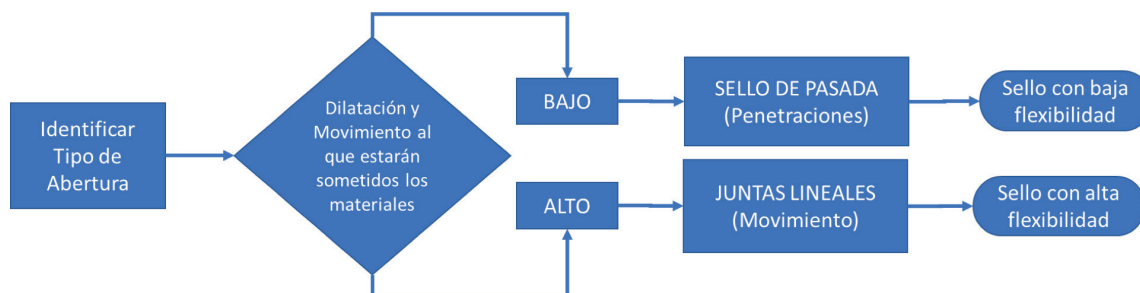 Identificar
Tipo de
Abertura
Dilatación y
Movimiento al
que estarán
sometidos los
materiales
BAJO
SELLO DE PASADA
(Penetraciones)
Sello con baja
flexibilidad
ALTO
JUNTAS LINEALES
(Movimiento)
Sello con alta
flexibilidad